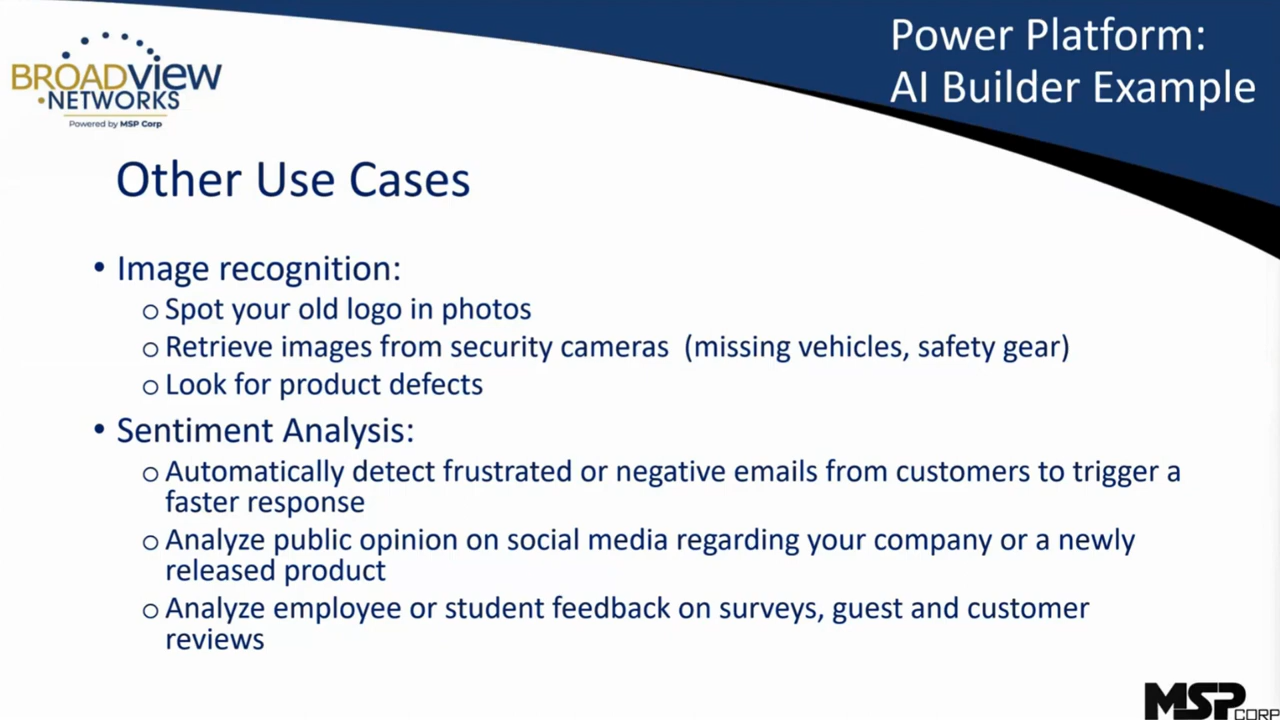 BROADVIEW
NETWORKS
Powered by MSP Corp
Power Platform:
AI Builder Example
Other Use Cases
• Image recognition:
o Spot your old logo in photos
o Retrieve images from security cameras (missing vehicles, safety gear)
o Look for product defects
• Sentiment Analysis:
o Automatically detect frustrated or negative emails from customers to trigger a
faster response
o Analyze public opinion on social media regarding your company or a newly
released product
o Analyze employee or student feedback on surveys, guest and customer
reviews
MSP
CORP